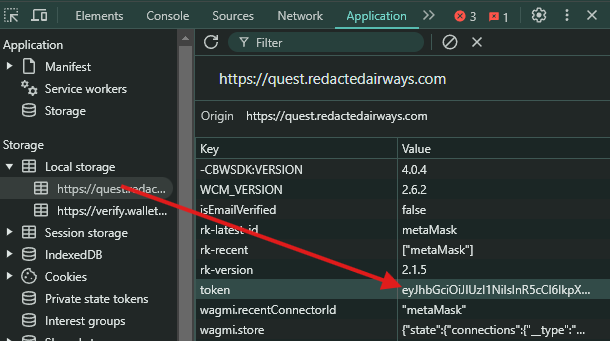 Elements Console Sources Network Application 3 1
Application
Manifest
Service workers
Storage
Storage
Local storage
https://quest.redac...
https://verify.wallet...
Session storage
IndexedDB
Cookies
Private state tokens
Interest groups
Filter
https://quest.redactedairways.com
Origin https://quest.redactedairways.com
Key Value
-CBWSDK:VERSION 4.0.4
WCM_VERSION 2.6.2
isEmailVerified false
rk-latest-id metaMask
rk-recent ["metaMask"]
rk-version 2.1.5
token eyJhbGciOiJIUzI1NiIsInR5cCI6IkpX...
wagmi.recentConnectorId "metaMask"
wagmi.store {"state":{"connections":{"__type":"...